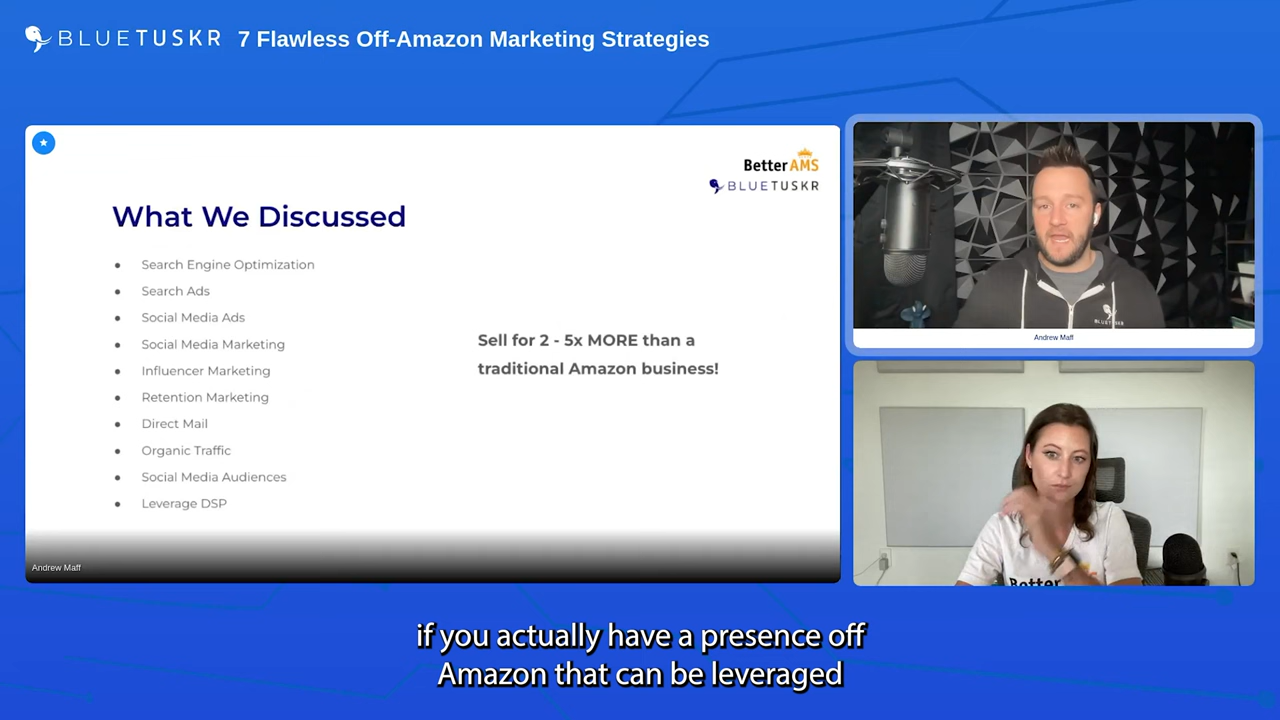 BLUETUSKR 7 Flawless Off-Amazon Marketing Strategies
BetterAMS
BLUETUSKR
What We Discussed
• Search Engine Optimization
• Search Ads
• Social Media Ads
• Social Media Marketing
• Influencer Marketing
• Retention Marketing
• Direct Mail
• Organic Traffic
• Social Media Audiences
• Leverage DSP
Sell for 2 - 5x MORE than a
traditional Amazon business!
Andrew Maff
BLUETUSKR
Andrew Maff
Better
if you actually have a presence off
Amazon that can be leveraged